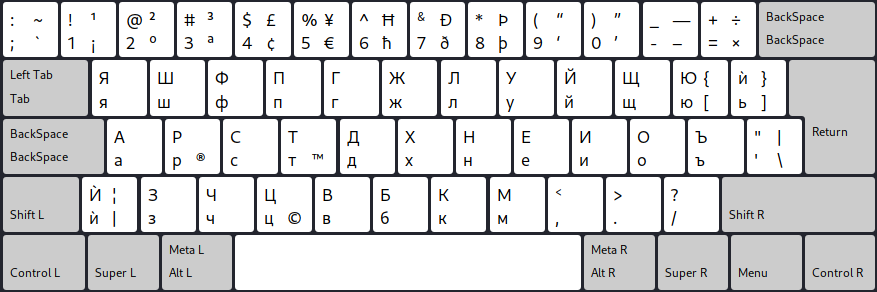 : ~ ! ¹ @ ² # ³ $ £ % ¥ ^ Ħ & Ð * Þ ( “ ) ” _ — + ÷ BackSpace
; ` 1 ¡ 2 º 3 ª 4 ¢ 5 € 6 ħ 7 ð 8 þ 9 ‘ 0 ’ - – = × BackSpace
Left Tab Я Ш Ф П Г Ж Л У Й Щ Ю { ѝ }
Tab я ш ф п г ж л у й щ ю [ ь ]
BackSpace А Р С Т Д Х Н Е И О Ъ " | Return
BackSpace а р ® с т ™ д х н е и о ъ ' \
Ѝ ¦ З Ч Ц В Б К М < > ?
Shift L ѝ | з ч ц © в б к м , . / Shift R
Meta L Meta R
Control L Super L Alt L Alt R Super R Menu Control R